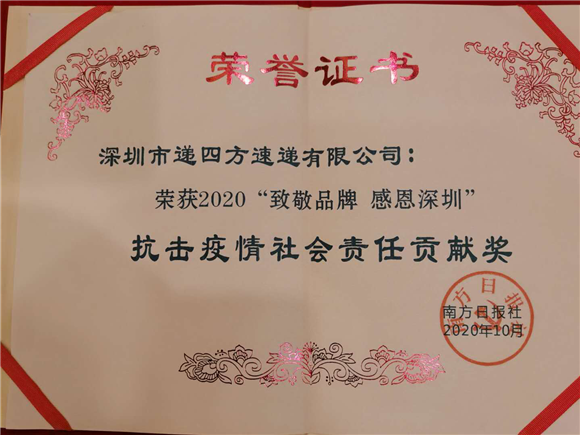 荣誉证书
深圳市递四方速递有限公司：
荣获2020“致敬品牌 感恩深圳”
抗击疫情社会责任贡献奖
南方日报社
2020年10月
南方日报社